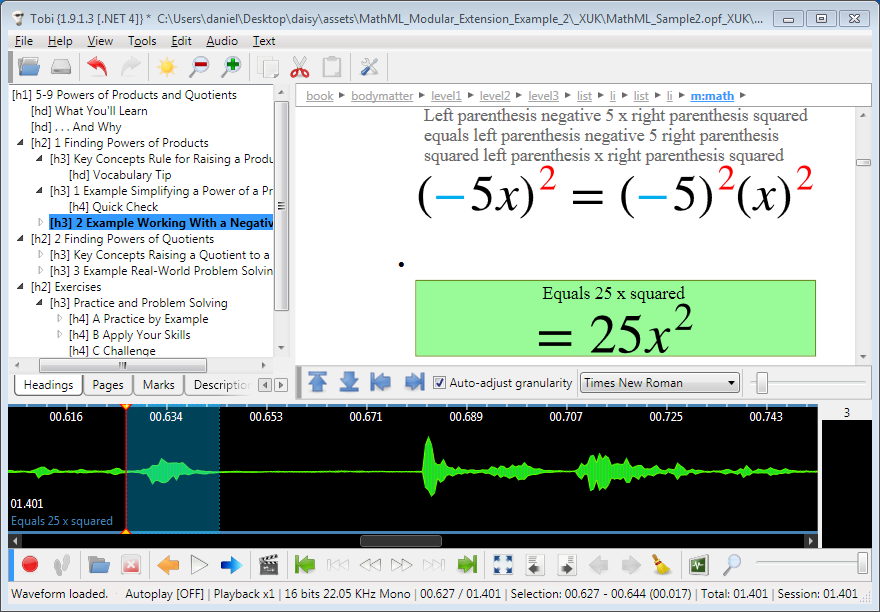 Tobi {1.9.1.3 [.NET 4]} * C:\Users\daniel\Desktop\daisy\assets\MathML_Modular_Extension_Example_2\_XUK\MathML_Sample2.opf_XUK\...
File Help View Tools Edit Audio Text
[h1] 5-9 Powers of Products and Quotients
[hd] What You'll Learn
[hd] . . . And Why
[h2] 1 Finding Powers of Products
[h3] Key Concepts Rule for Raising a Produ
[hd] Vocabulary Tip
[h3] 1 Example Simplifying a Power of a Pr
[h4] Quick Check
[h3] 2 Example Working With a Negativ
[h2] 2 Finding Powers of Quotients
[h3] Key Concepts Raising a Quotient to a
[h3] 3 Example Real-World Problem Solvin
[h2] Exercises
[h3] Practice and Problem Solving
[h4] A Practice by Example
[h4] B Apply Your Skills
[h4] C Challenge
Headings Pages Marks Descriptio
book bodymatter level1 level2 level3 list li list li m:math
Left parenthesis negative 5 x right parenthesis squared
equals left parenthesis negative 5 right parenthesis
squared left parenthesis x right parenthesis squared
(−5x)² = (−5)²(x)²
•
Equals 25 x squared
= 25x²
Auto-adjust granularity Times New Roman
00.616 00.634 00.653 00.671 00.689 00.707 00.725 00.743 3
01.401
Equals 25 x squared
Waveform loaded. Autoplay [OFF] | Playback x1 | 16 bits 22.05 KHz Mono | 00.627 / 01.401 | Selection: 00.627 - 00.644 (00.017) | Total: 01.401 | Session: 01.401